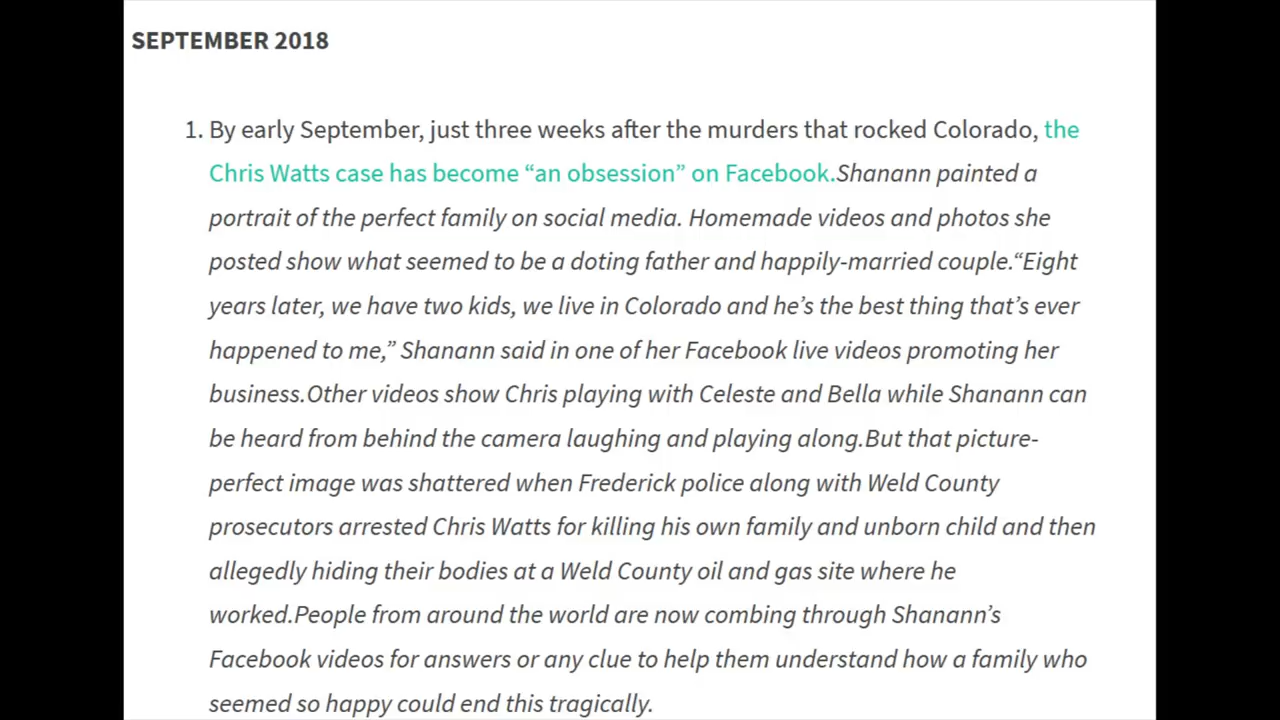 SEPTEMBER 2018
1. By early September, just three weeks after the murders that rocked Colorado, the
Chris Watts case has become “an obsession” on Facebook.Shanann painted a
portrait of the perfect family on social media. Homemade videos and photos she
posted show what seemed to be a doting father and happily-married couple.“Eight
years later, we have two kids, we live in Colorado and he’s the best thing that’s ever
happened to me,” Shanann said in one of her Facebook live videos promoting her
business.Other videos show Chris playing with Celeste and Bella while Shanann can
be heard from behind the camera laughing and playing along.But that picture-
perfect image was shattered when Frederick police along with Weld County
prosecutors arrested Chris Watts for killing his own family and unborn child and then
allegedly hiding their bodies at a Weld County oil and gas site where he
worked.People from around the world are now combing through Shanann’s
Facebook videos for answers or any clue to help them understand how a family who
seemed so happy could end this tragically.